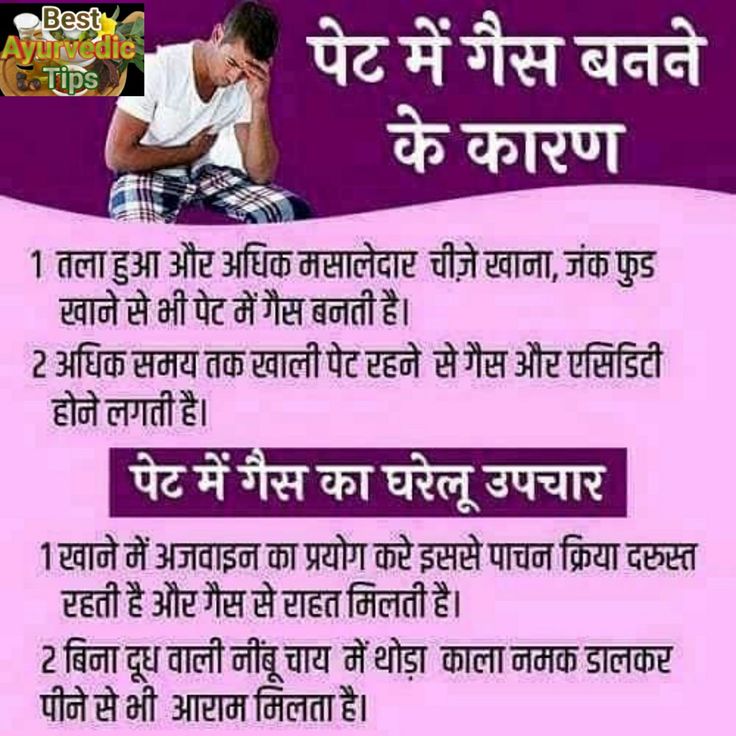 Best
Ayurvedic
Tips
पेट में गैस बनने
के कारण
1 तला हुआ और अधिक मसालेदार चीज़े खाना, जंक फुड
खाने से भी पेट में गैस बनती है।
2 अधिक समय तक खाली पेट रहने से गैस और एसिडिटी
होने लगती है।
पेट में गैस का घरेलू उपचार
1 खाने में अजवाइन का प्रयोग करे इससे पाचन क्रिया दरुस्त
रहती है और गैस से राहत मिलती है।
2 बिना दूध वाली नींबू चाय में थोड़ा काला नमक डालकर
पीने से भी आराम मिलता है।